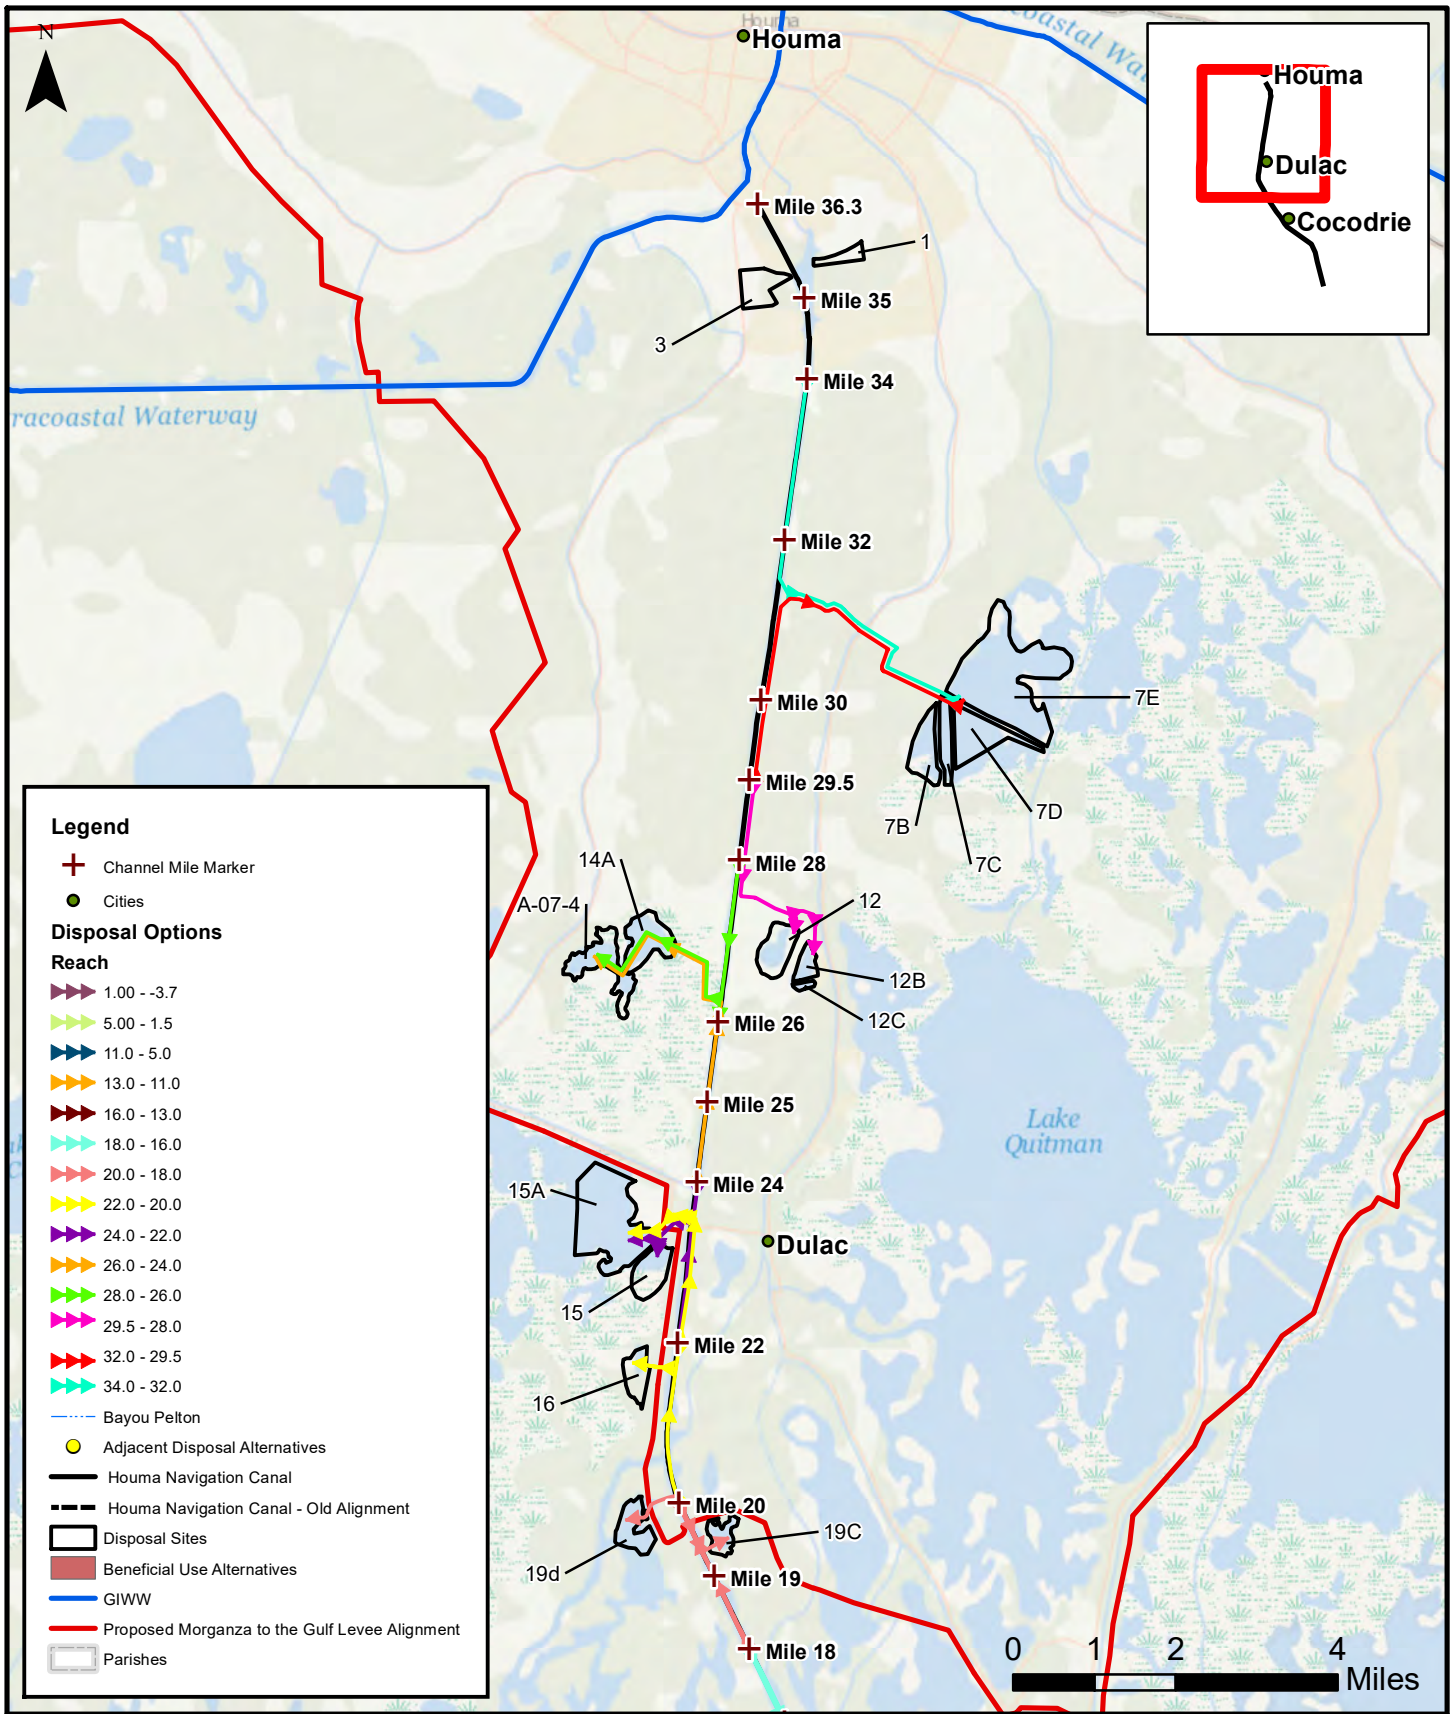 N
Houma
Houma
Houma
Dulac
Cocodrie
Mile 36.3
1
Mile 35
3
Mile 34
racoastal Waterway
Mile 32
7E
Mile 30
Mile 29.5
7D
7B
7C
Mile 28
14A
A-07-4
12
12B
12C
Mile 26
Mile 25
Lake
Quitman
Mile 24
15A
Dulac
15
Mile 22
16
Mile 20
19C
19d
Mile 19
Mile 18
0 1 2 4
Miles
Legend
Channel Mile Marker
Cities
Disposal Options
Reach
1.00 - -3.7
5.00 - 1.5
11.0 - 5.0
13.0 - 11.0
16.0 - 13.0
18.0 - 16.0
20.0 - 18.0
22.0 - 20.0
24.0 - 22.0
26.0 - 24.0
28.0 - 26.0
29.5 - 28.0
32.0 - 29.5
34.0 - 32.0
Bayou Pelton
Adjacent Disposal Alternatives
Houma Navigation Canal
Houma Navigation Canal - Old Alignment
Disposal Sites
Beneficial Use Alternatives
GIWW
Proposed Morganza to the Gulf Levee Alignment
Parishes